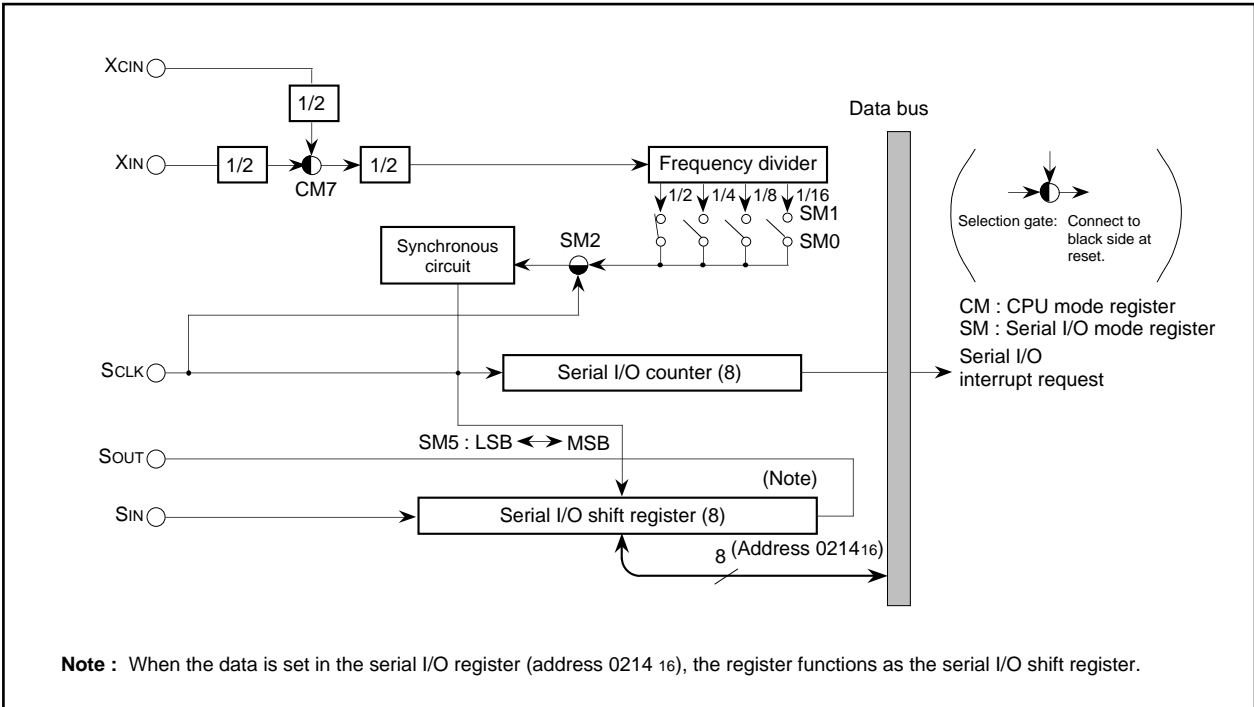 XCIN
1/2
Data bus
XIN
1/2
1/2
Frequency divider
CM7
1/2
1/4
1/8
1/16
SM1
SM0
Selection gate: Connect to
black side at
reset.
Synchronous
circuit
SM2
CM : CPU mode register
SM : Serial I/O mode register
SCLK
Serial I/O counter (8)
Serial I/O
interrupt request
SM5 : LSB ↔ MSB
SOUT
(Note)
SIN
Serial I/O shift register (8)
8
(Address 021416)
Note : When the data is set in the serial I/O register (address 0214 16), the register functions as the serial I/O shift register.